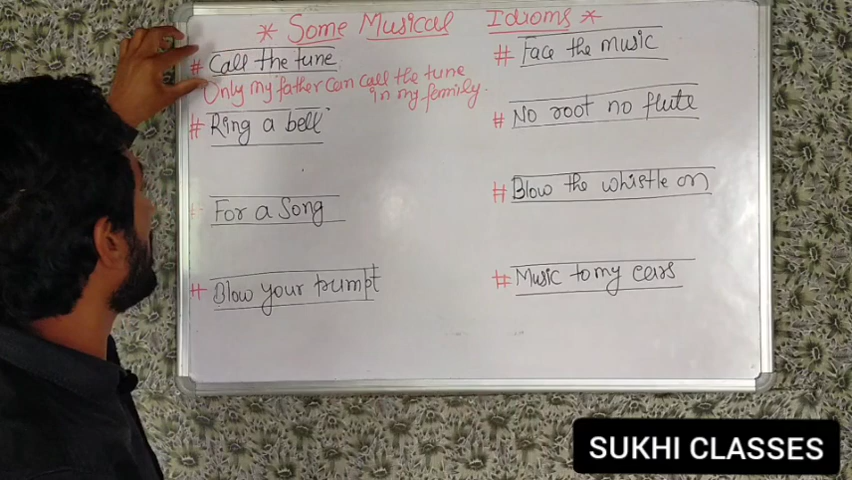 * Some Musical Idioms *
# Call the tune
Only my father can call the tune
in my family.
# Ring a bell
# For a Song
# Blow your trumpt
# Face the music
# No root no flute
# Blow the whistle on
# Music to my ears
SUKHI CLASSES